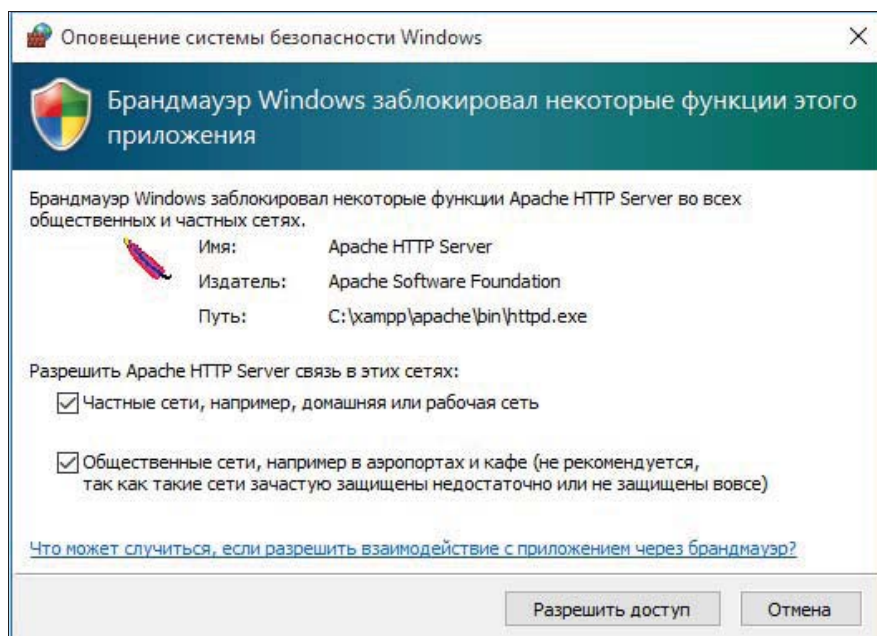 Оповещение системы безопасности Windows
Брандмауэр Windows заблокировал некоторые функции этого
приложения
Брандмауэр Windows заблокировал некоторые функции Apache HTTP Server во всех
общественных и частных сетях.
Имя: Apache HTTP Server
Издатель: Apache Software Foundation
Путь: C:\xampp\apache\bin\httpd.exe
Разрешить Apache HTTP Server связь в этих сетях:
Частные сети, например, домашняя или рабочая сеть
Общественные сети, например в аэропортах и кафе (не рекомендуется,
так как такие сети зачастую защищены недостаточно или не защищены вовсе)
Что может случиться, если разрешить взаимодействие с приложением через брандмауэр?
Разрешить доступ Отмена